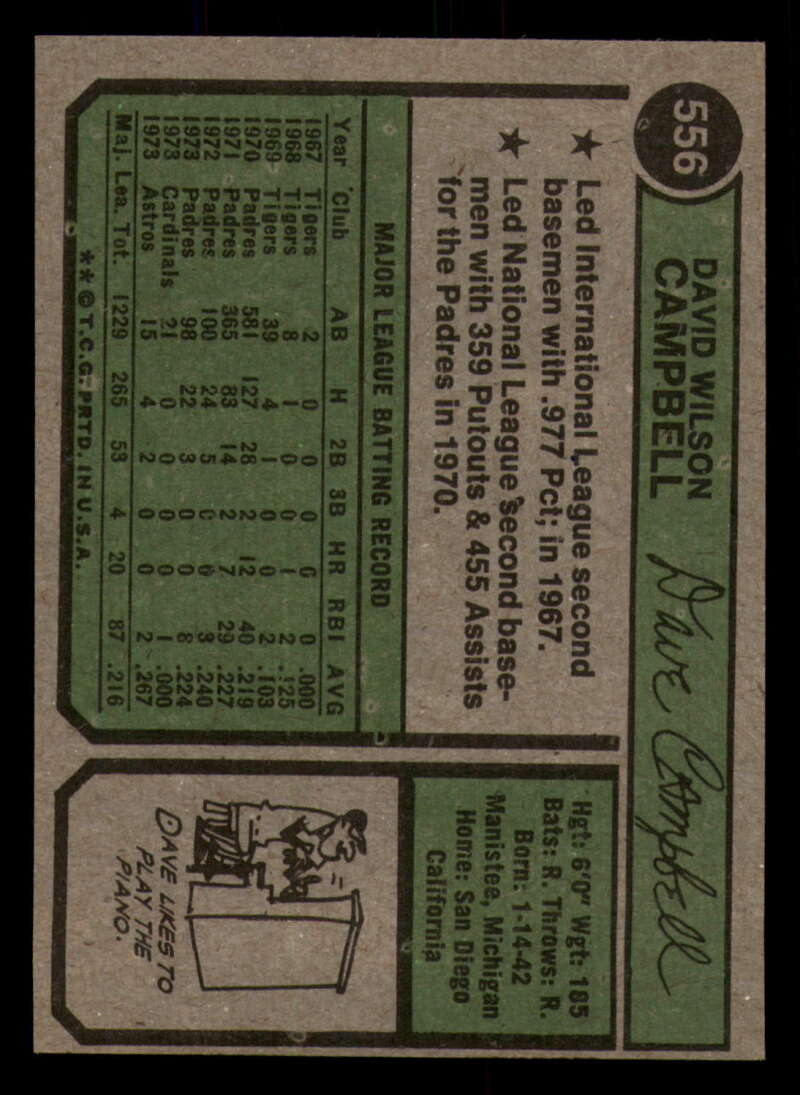 556
DAVID WILSON
CAMPBELL
Dave Campbell
★ Led International League second
basemen with .977 Pct; in 1967.
★ Led National League second base-
men with 359 Putouts & 455 Assists
for the Padres in 1970.
MAJOR LEAGUE BATTING RECORD
Year Club AB H 2B 3B HR RBI AVG
1967 Tigers 2 0 0 0 0 0 .000
1968 Tigers 8 1 0 0 1 2 .125
1969 Tigers 39 4 1 0 0 2 .103
1970 Padres 581 127 28 2 12 40 .219
1971 Padres 365 83 14 2 7 29 .227
1972 Padres 100 24 5 0 0 3 .240
1973 Padres 98 22 3 0 0 8 .224
1973 Cardinals 21 0 0 0 0 1 .000
1973 Astros 15 4 2 0 0 2 .267
Maj. Lea. Tot. 1229 265 53 4 20 87 .216
**© T.C.G. PRTD. IN U.S.A.
Hgt: 6'0" Wgt: 185
Bats: R. Throws: R.
Born: 1-14-42
Manistee, Michigan
Home: San Diego
California
DAVE LIKES TO
PLAY THE
PIANO.